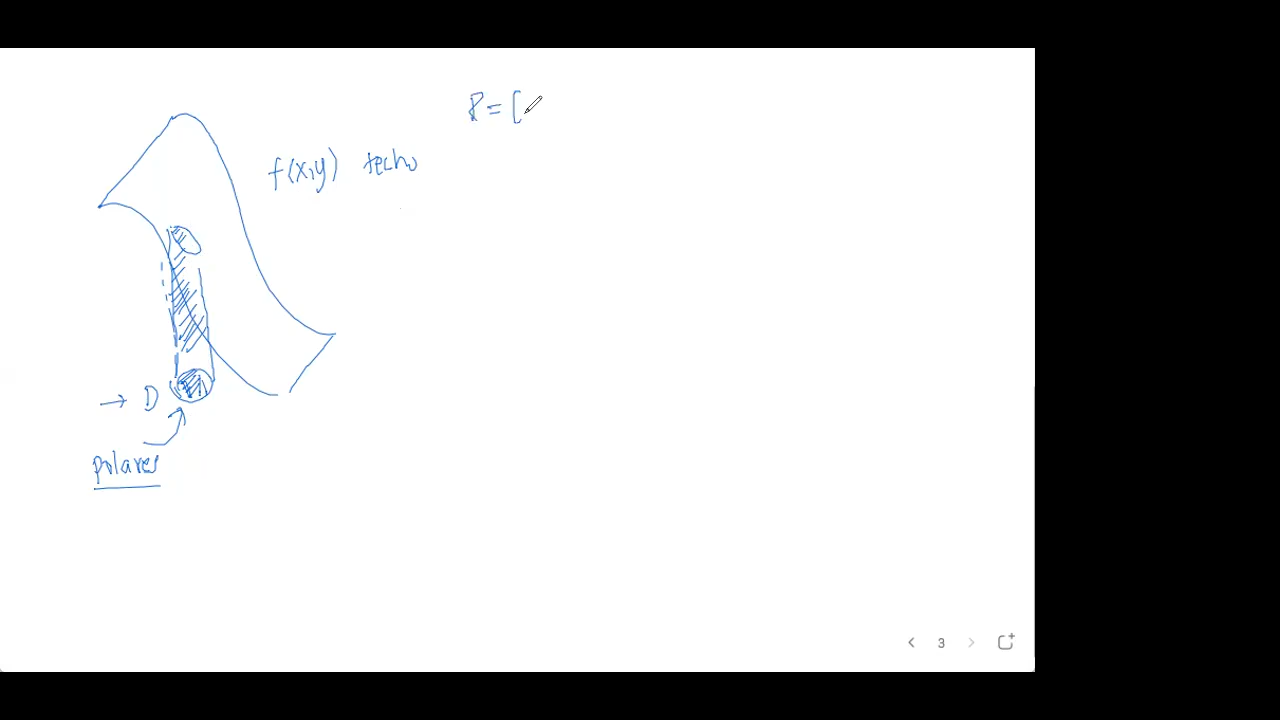 R = [
f(x,y) techo
→ D
polares
3